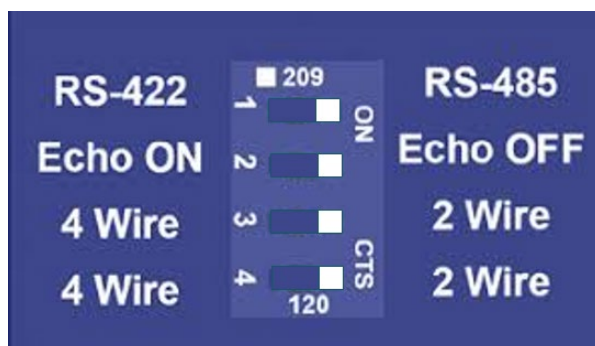 209
RS-422
1
ON
RS-485
Echo ON
2
Echo OFF
4 Wire
3
2 Wire
4 Wire
4
CTS
2 Wire
120